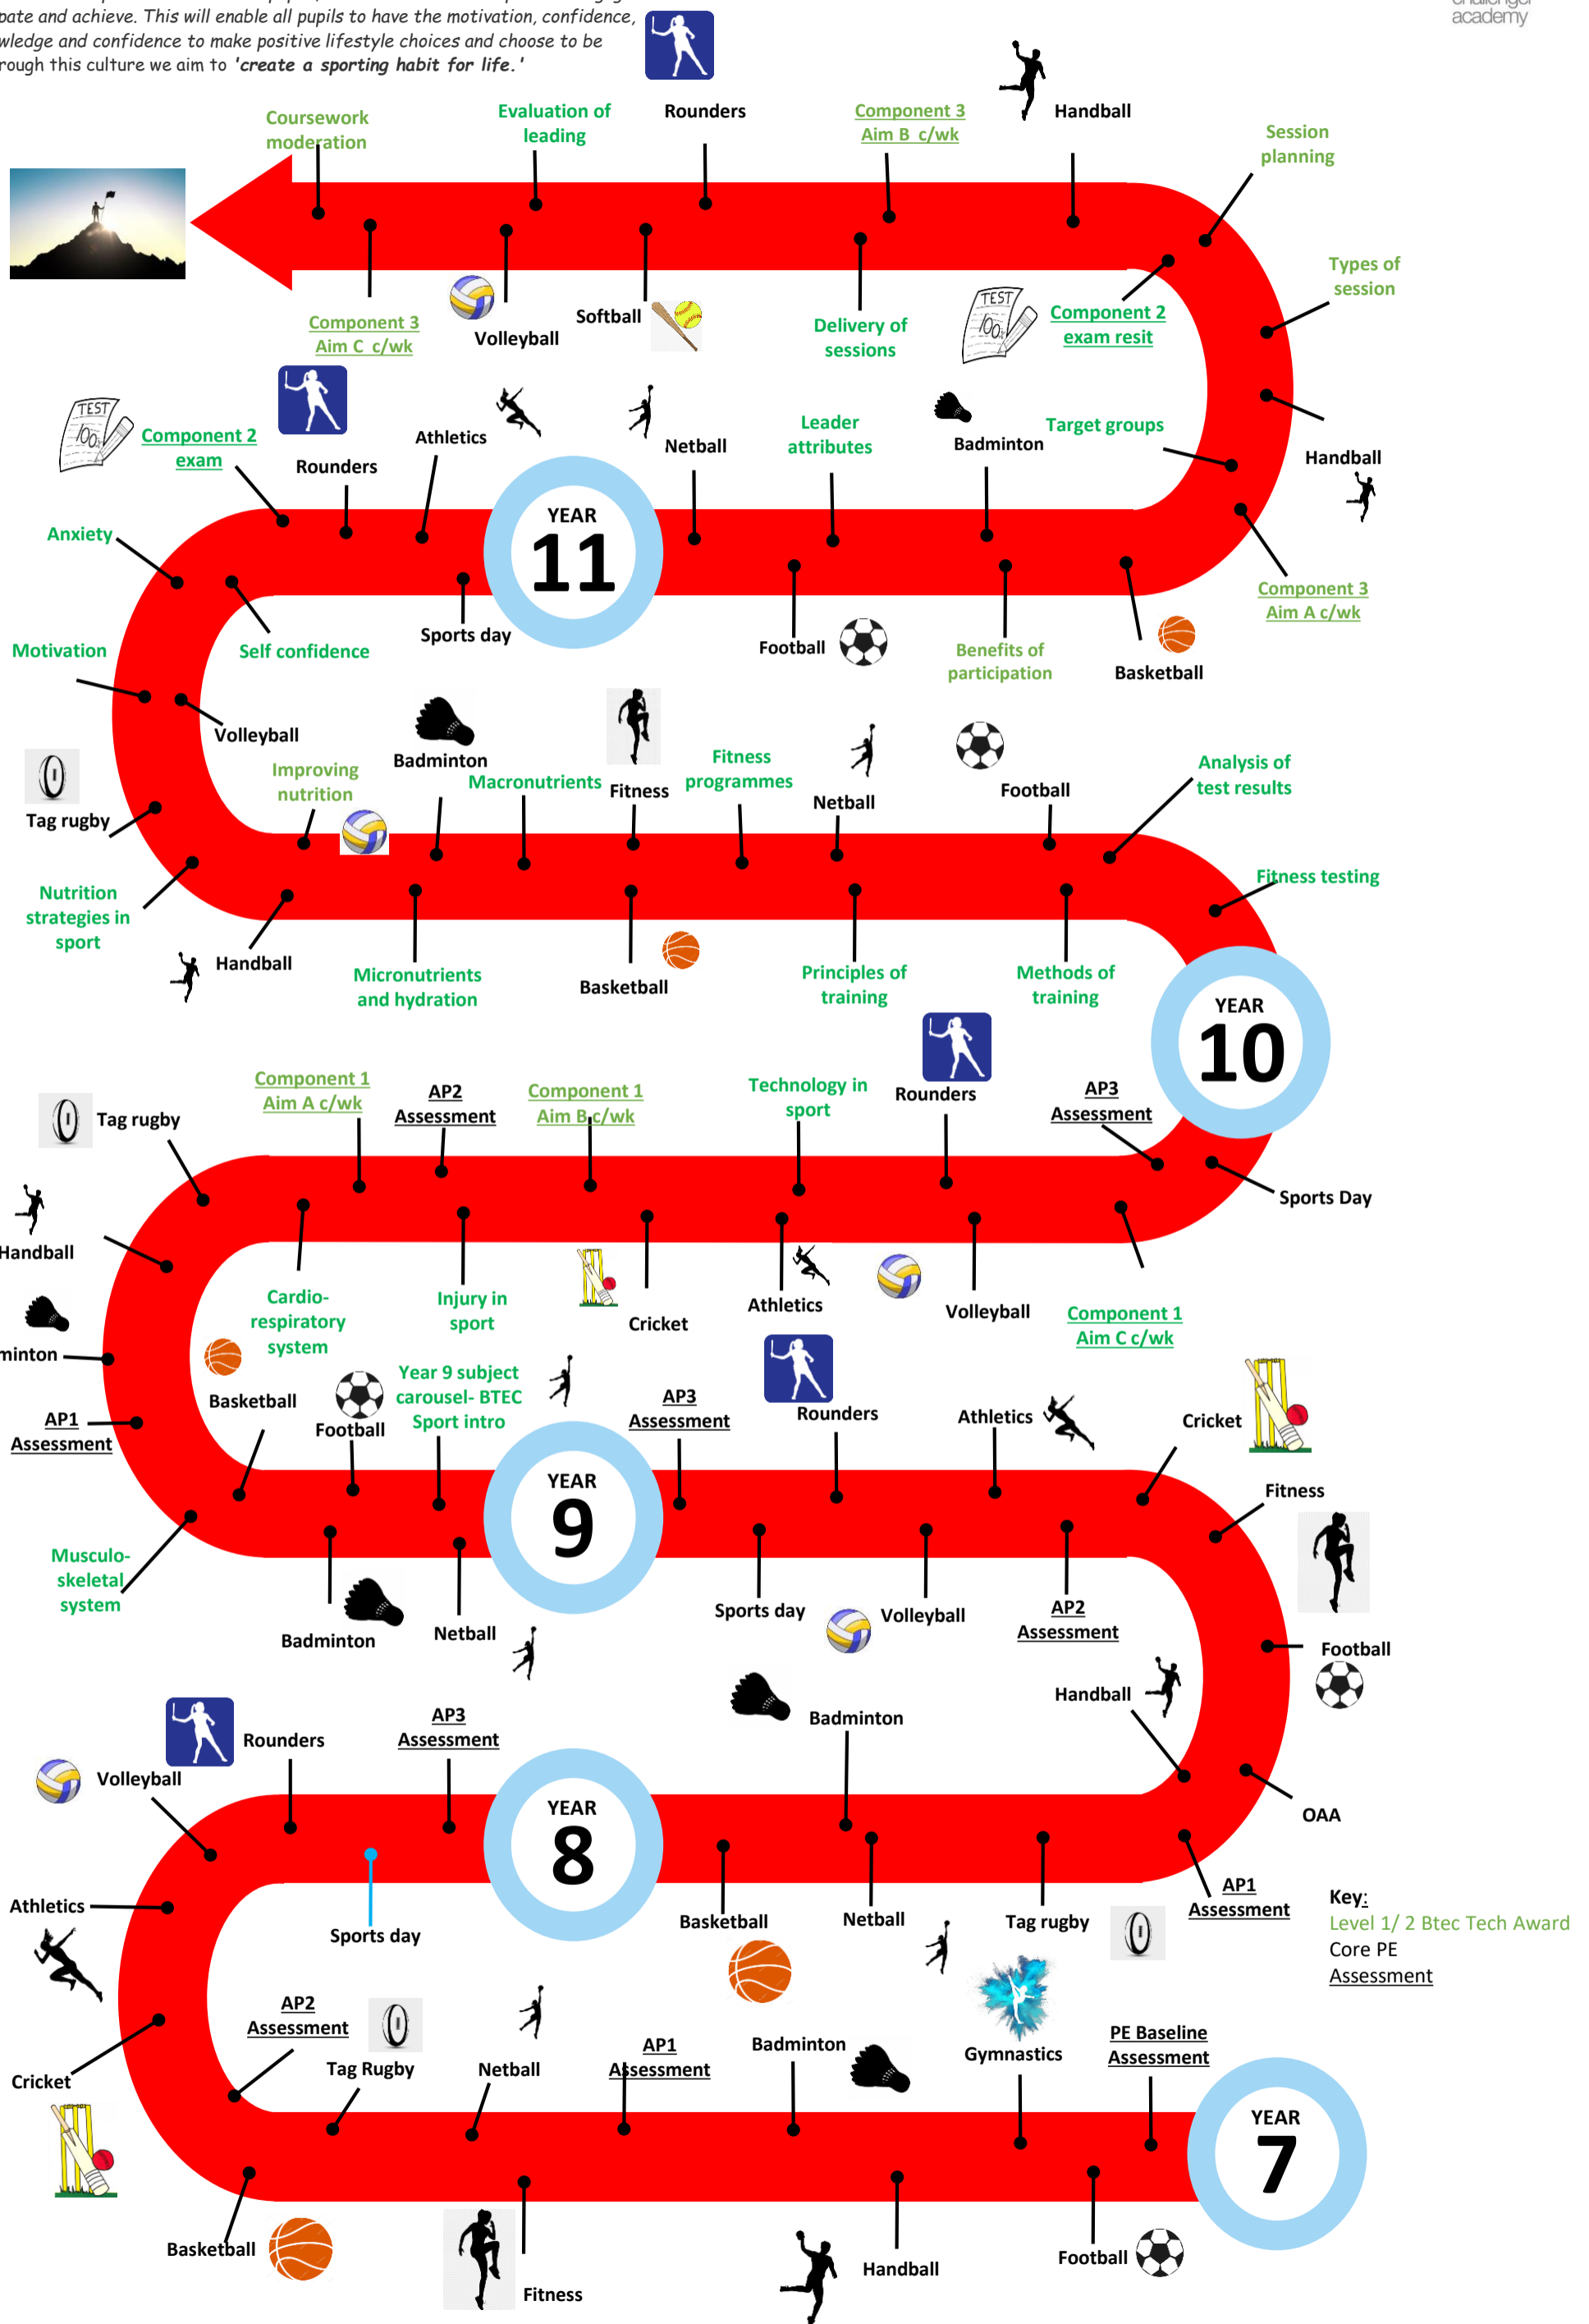 pate and achieve. This will enable all pupils to have the motivation, confidence,
wledge and confidence to make positive lifestyle choices and choose to be
rough this culture we aim to 'create a sporting habit for life.'
academy
Coursework
moderation
Evaluation of
leading
Rounders
Component 3
Aim B c/wk
Handball
Session
planning
Types of
session
Component 3
Aim C c/wk
Volleyball
Softball
Delivery of
sessions
TEST
100%
Component 2
exam resit
TEST
100%
Component 2
exam
Rounders
Athletics
Netball
Leader
attributes
Badminton
Target groups
Handball
Anxiety
YEAR
11
Component 3
Aim A c/wk
Motivation
Self confidence
Sports day
Football
Benefits of
participation
Basketball
Volleyball
Tag rugby
Improving
nutrition
Badminton
Macronutrients
Fitness
Fitness
programmes
Netball
Football
Analysis of
test results
Fitness testing
Nutrition
strategies in
sport
Handball
Micronutrients
and hydration
Basketball
Principles of
training
Methods of
training
YEAR
10
Tag rugby
Component 1
Aim A c/wk
AP2
Assessment
Component 1
Aim B c/wk
Technology in
sport
Rounders
AP3
Assessment
Sports Day
Handball
Cardio-
respiratory
system
Injury in
sport
Cricket
Athletics
Volleyball
Component 1
Aim C c/wk
minton
AP1
Assessment
Basketball
Football
Year 9 subject
carousel- BTEC
Sport intro
YEAR
9
AP3
Assessment
Rounders
Athletics
Cricket
Fitness
Musculo-
skeletal
system
Badminton
Netball
Sports day
Volleyball
AP2
Assessment
Football
Handball
OAA
Volleyball
Rounders
AP3
Assessment
YEAR
8
Badminton
Athletics
Sports day
Basketball
Netball
Tag rugby
AP1
Assessment
Key:
Level 1/ 2 Btec Tech Award
Core PE
Assessment
Cricket
AP2
Assessment
Tag Rugby
Netball
AP1
Assessment
Badminton
Gymnastics
PE Baseline
Assessment
YEAR
7
Basketball
Fitness
Handball
Football